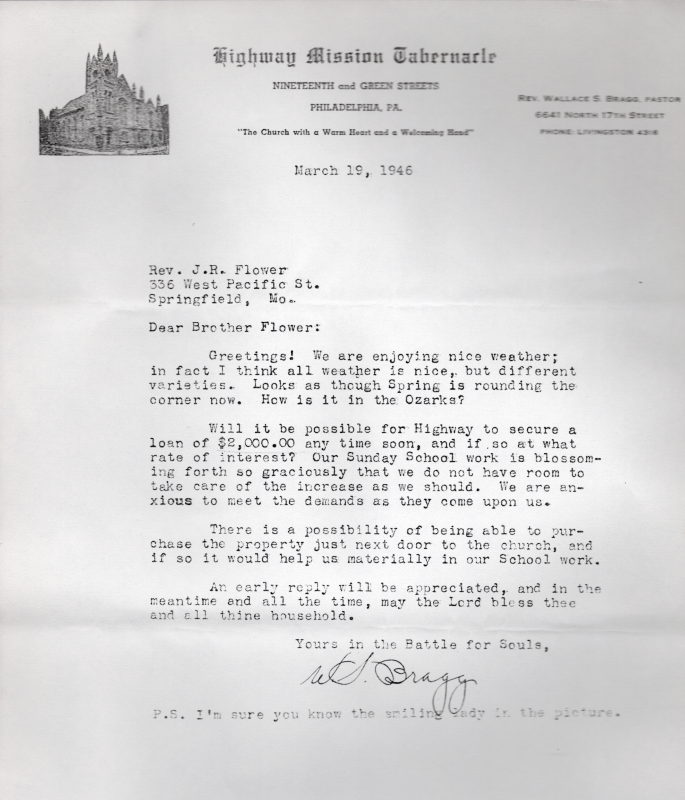 Highway Mission Tabernacle
NINETEENTH and GREEN STREETS
PHILADELPHIA, PA.
"The Church with a Warm Heart and a Welcoming Hand"
REV. WALLACE S. BRAGG, PASTOR
6641 NORTH 17TH STREET
PHONE: LIVINGSTON 4316
March 19, 1946
Rev. J.R. Flower
336 West Pacific St.
Springfield, Mo.
Dear Brother Flower:
Greetings! We are enjoying nice weather;
in fact I think all weather is nice, but different
varieties. Looks as though Spring is rounding the
corner now. How is it in the Ozarks?
Will it be possible for Highway to secure a
loan of $2,000.00 any time soon, and if so at what
rate of interest? Our Sunday School work is blossom-
ing forth so graciously that we do not have room to
take care of the increase as we should. We are an-
xious to meet the demands as they come upon us.
There is a possibility of being able to pur-
chase the property just next door to the church, and
if so it would help us materially in our School work.
An early reply will be appreciated, and in the
meantime and all the time, may the Lord bless thee
and all thine household.
Yours in the Battle for Souls,
W.S. Bragg
P.S. I'm sure you know the smiling lady in the picture.